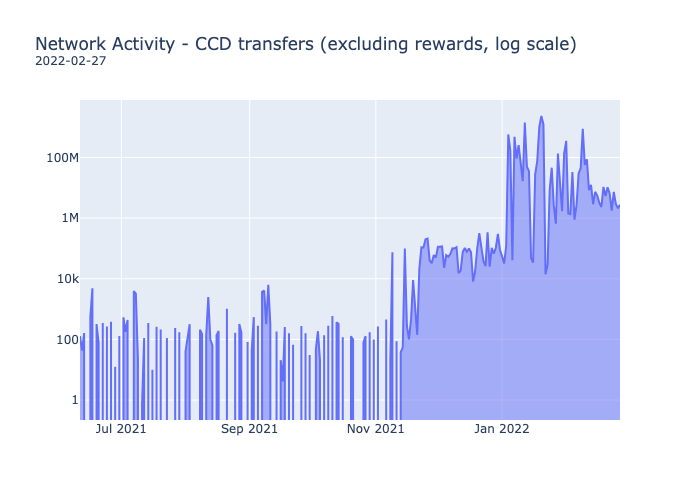 Network Activity - CCD transfers (excluding rewards, log scale)
2022-02-27
100M
1M
10k
100
1
Jul 2021
Sep 2021
Nov 2021
Jan 2022